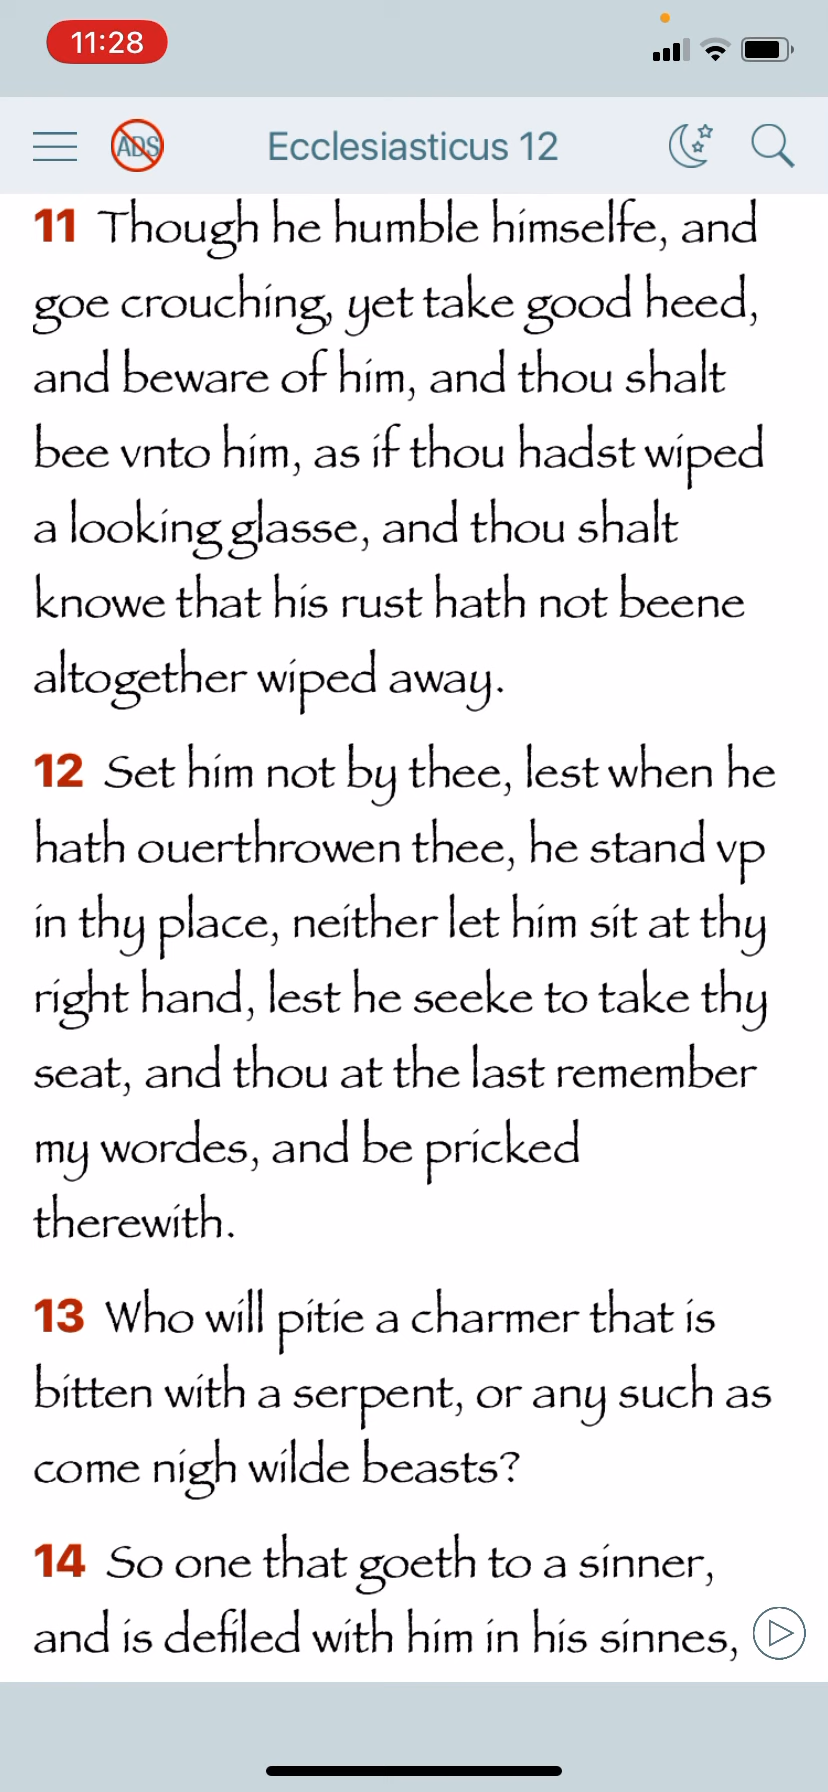 11:28
ADS
Ecclesiasticus 12
11 Though he humble himselfe, and
goe crouching, yet take good heed,
and beware of him, and thou shalt
bee vnto him, as if thou hadst wiped
a looking glasse, and thou shalt
knowe that his rust hath not beene
altogether wiped away.
12 Set him not by thee, lest when he
hath ouerthrowen thee, he stand vp
in thy place, neither let him sit at thy
right hand, lest he seeke to take thy
seat, and thou at the last remember
my wordes, and be pricked
therewith.
13 Who will pitie a charmer that is
bitten with a serpent, or any such as
come nigh wilde beasts?
14 So one that goeth to a sinner,
and is defiled with him in his sinnes,